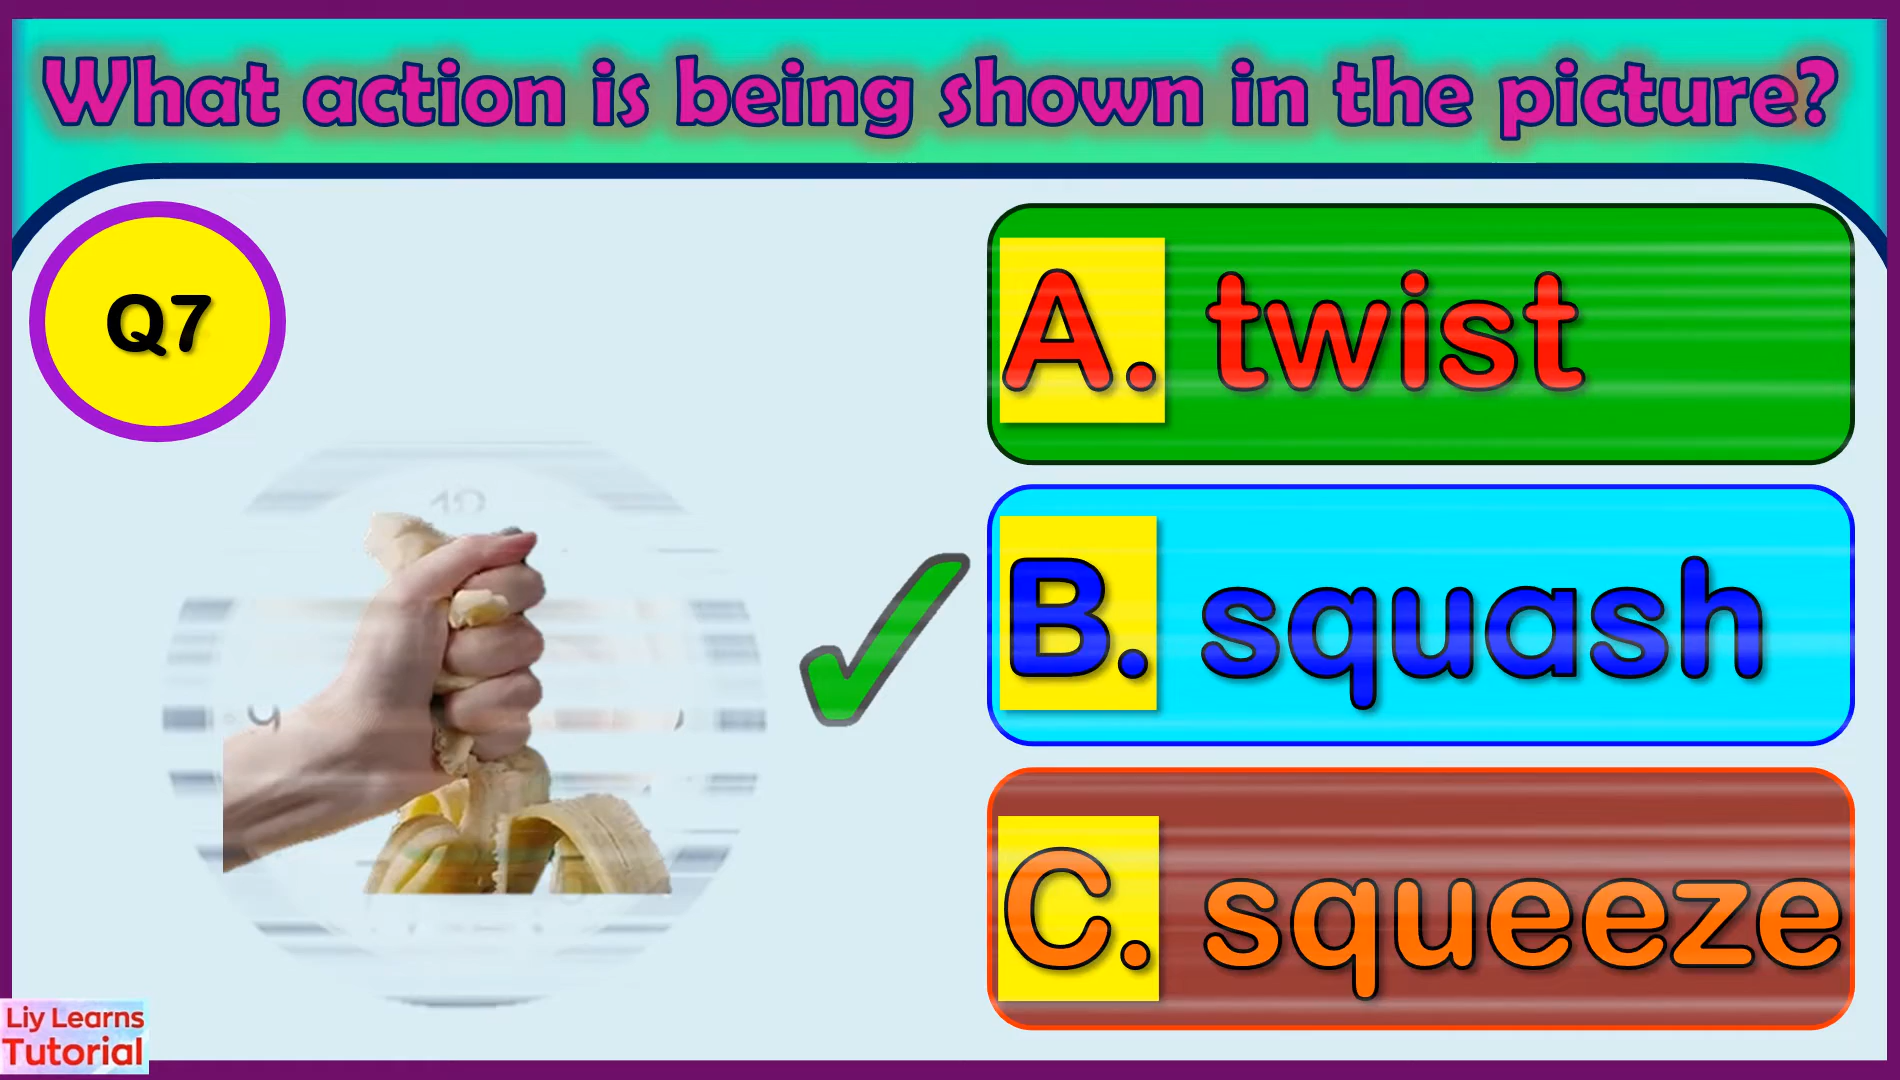 What action is being shown in the picture?
Q7
A. twist
B. squash
C. squeeze
Liy Learns
Tutorial